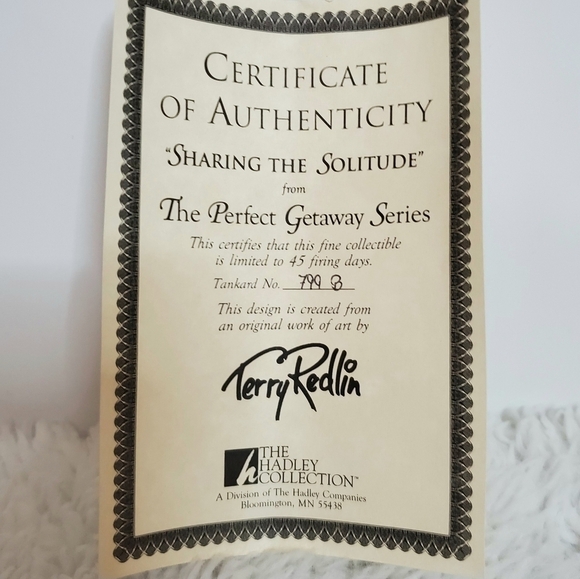 CERTIFICATE
OF AUTHENTICITY
"SHARING THE SOLITUDE"
from
The Perfect Getaway Series
This certifies that this fine collectible
is limited to 45 firing days.
Tankard No. 799 B
This design is created from
an original work of art by
Terry Redlin
h THE
HADLEY
COLLECTION™
A Division of The Hadley Companies
Bloomington, MN 55438